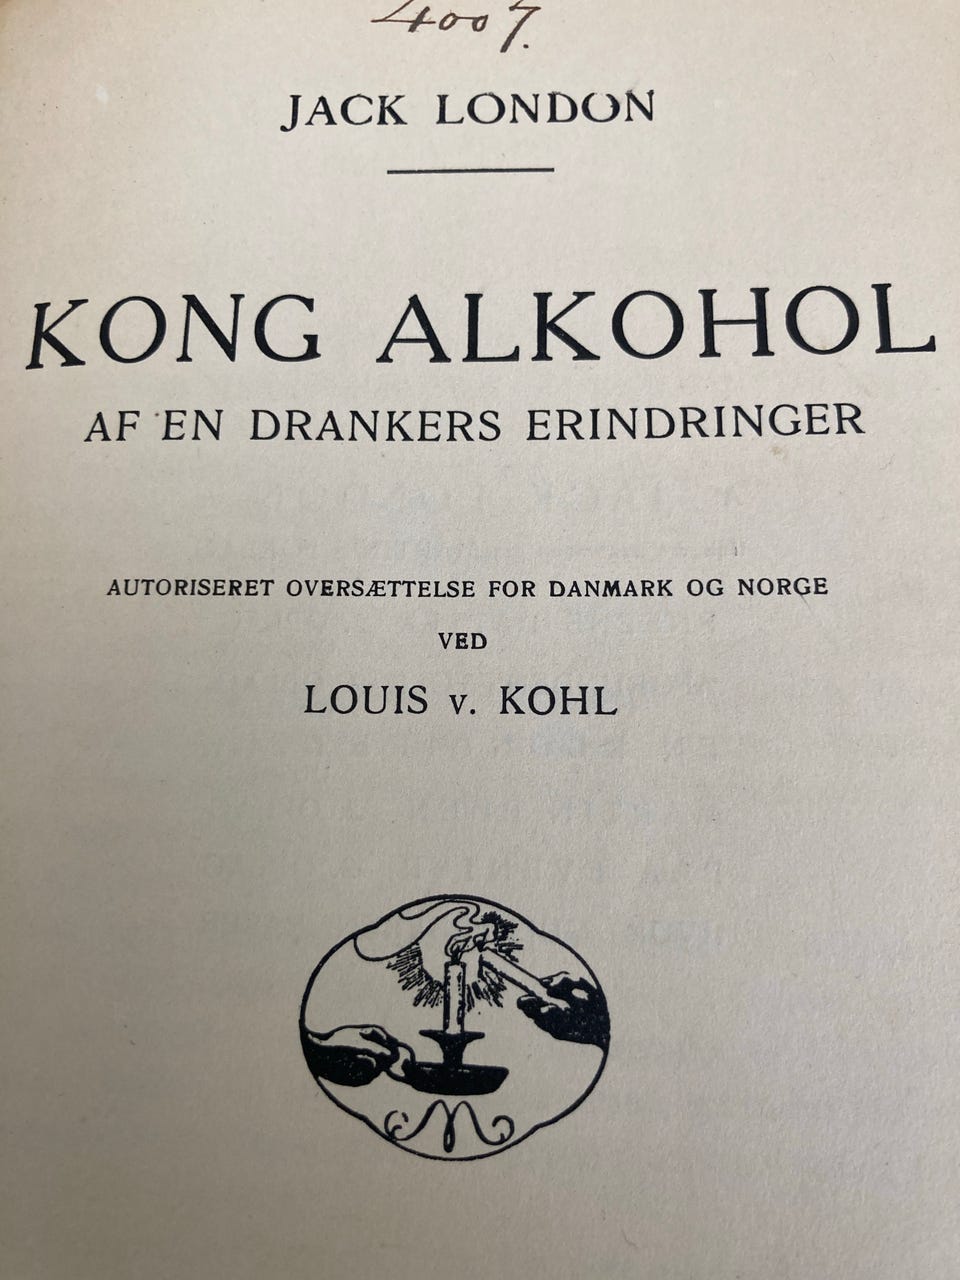 4007.
JACK LONDON
KONG ALKOHOL
AF EN DRANKERS ERINDRINGER
AUTORISERET OVERSÆTTELSE FOR DANMARK OG NORGE
VED
LOUIS v. KOHL
M